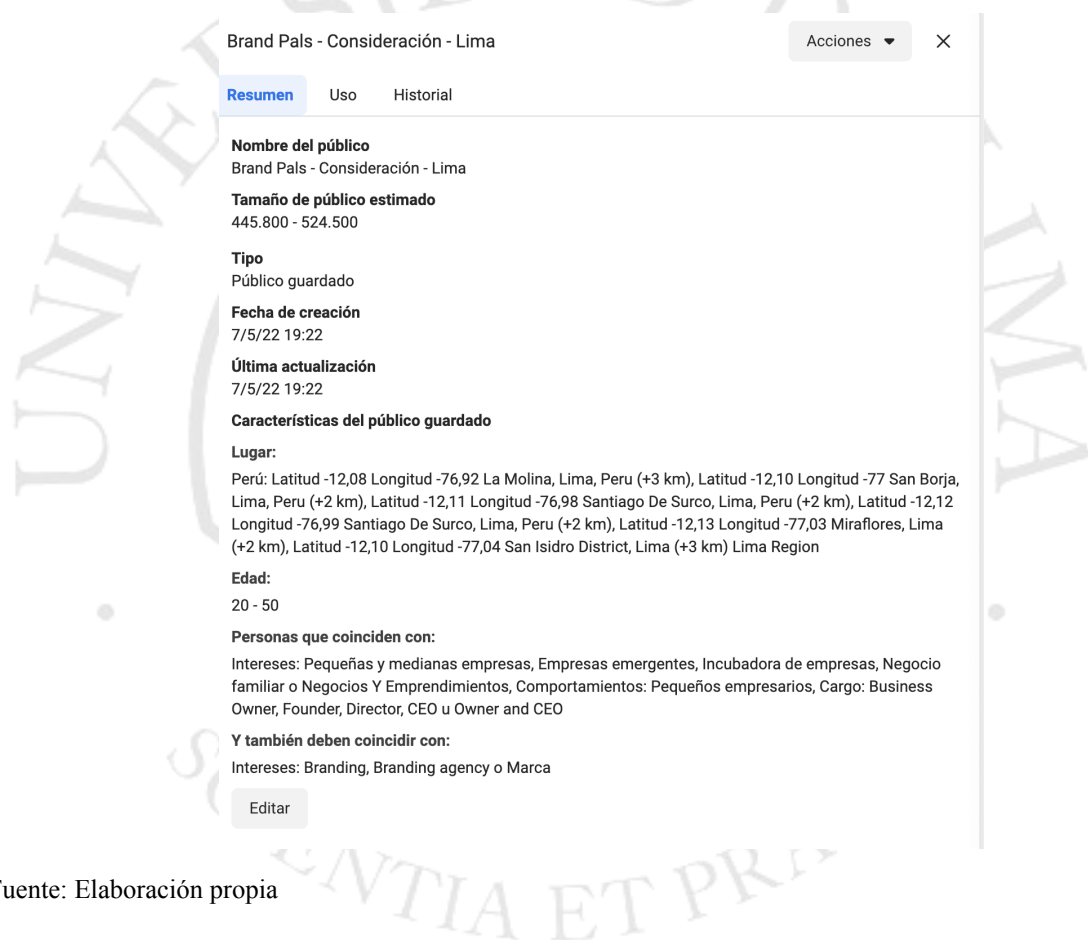 Brand Pals - Consideración - Lima
Acciones
Resumen Uso Historial
Nombre del público
Brand Pals - Consideración - Lima
Tamaño de público estimado
445.800 - 524.500
Tipo
Público guardado
Fecha de creación
7/5/22 19:22
Última actualización
7/5/22 19:22
Características del público guardado
Lugar:
Perú: Latitud -12,08 Longitud -76,92 La Molina, Lima, Peru (+3 km), Latitud -12,10 Longitud -77 San Borja,
Lima, Peru (+2 km), Latitud -12,11 Longitud -76,98 Santiago De Surco, Lima, Peru (+2 km), Latitud -12,12
Longitud -76,99 Santiago De Surco, Lima, Peru (+2 km), Latitud -12,13 Longitud -77,03 Miraflores, Lima
(+2 km), Latitud -12,10 Longitud -77,04 San Isidro District, Lima (+3 km) Lima Region
Edad:
20 - 50
Personas que coinciden con:
Intereses: Pequeñas y medianas empresas, Empresas emergentes, Incubadora de empresas, Negocio
familiar o Negocios Y Emprendimientos, Comportamientos: Pequeños empresarios, Cargo: Business
Owner, Founder, Director, CEO u Owner and CEO
Y también deben coincidir con:
Intereses: Branding, Branding agency o Marca
Editar
uente: Elaboración propia
ENTIA ET PR